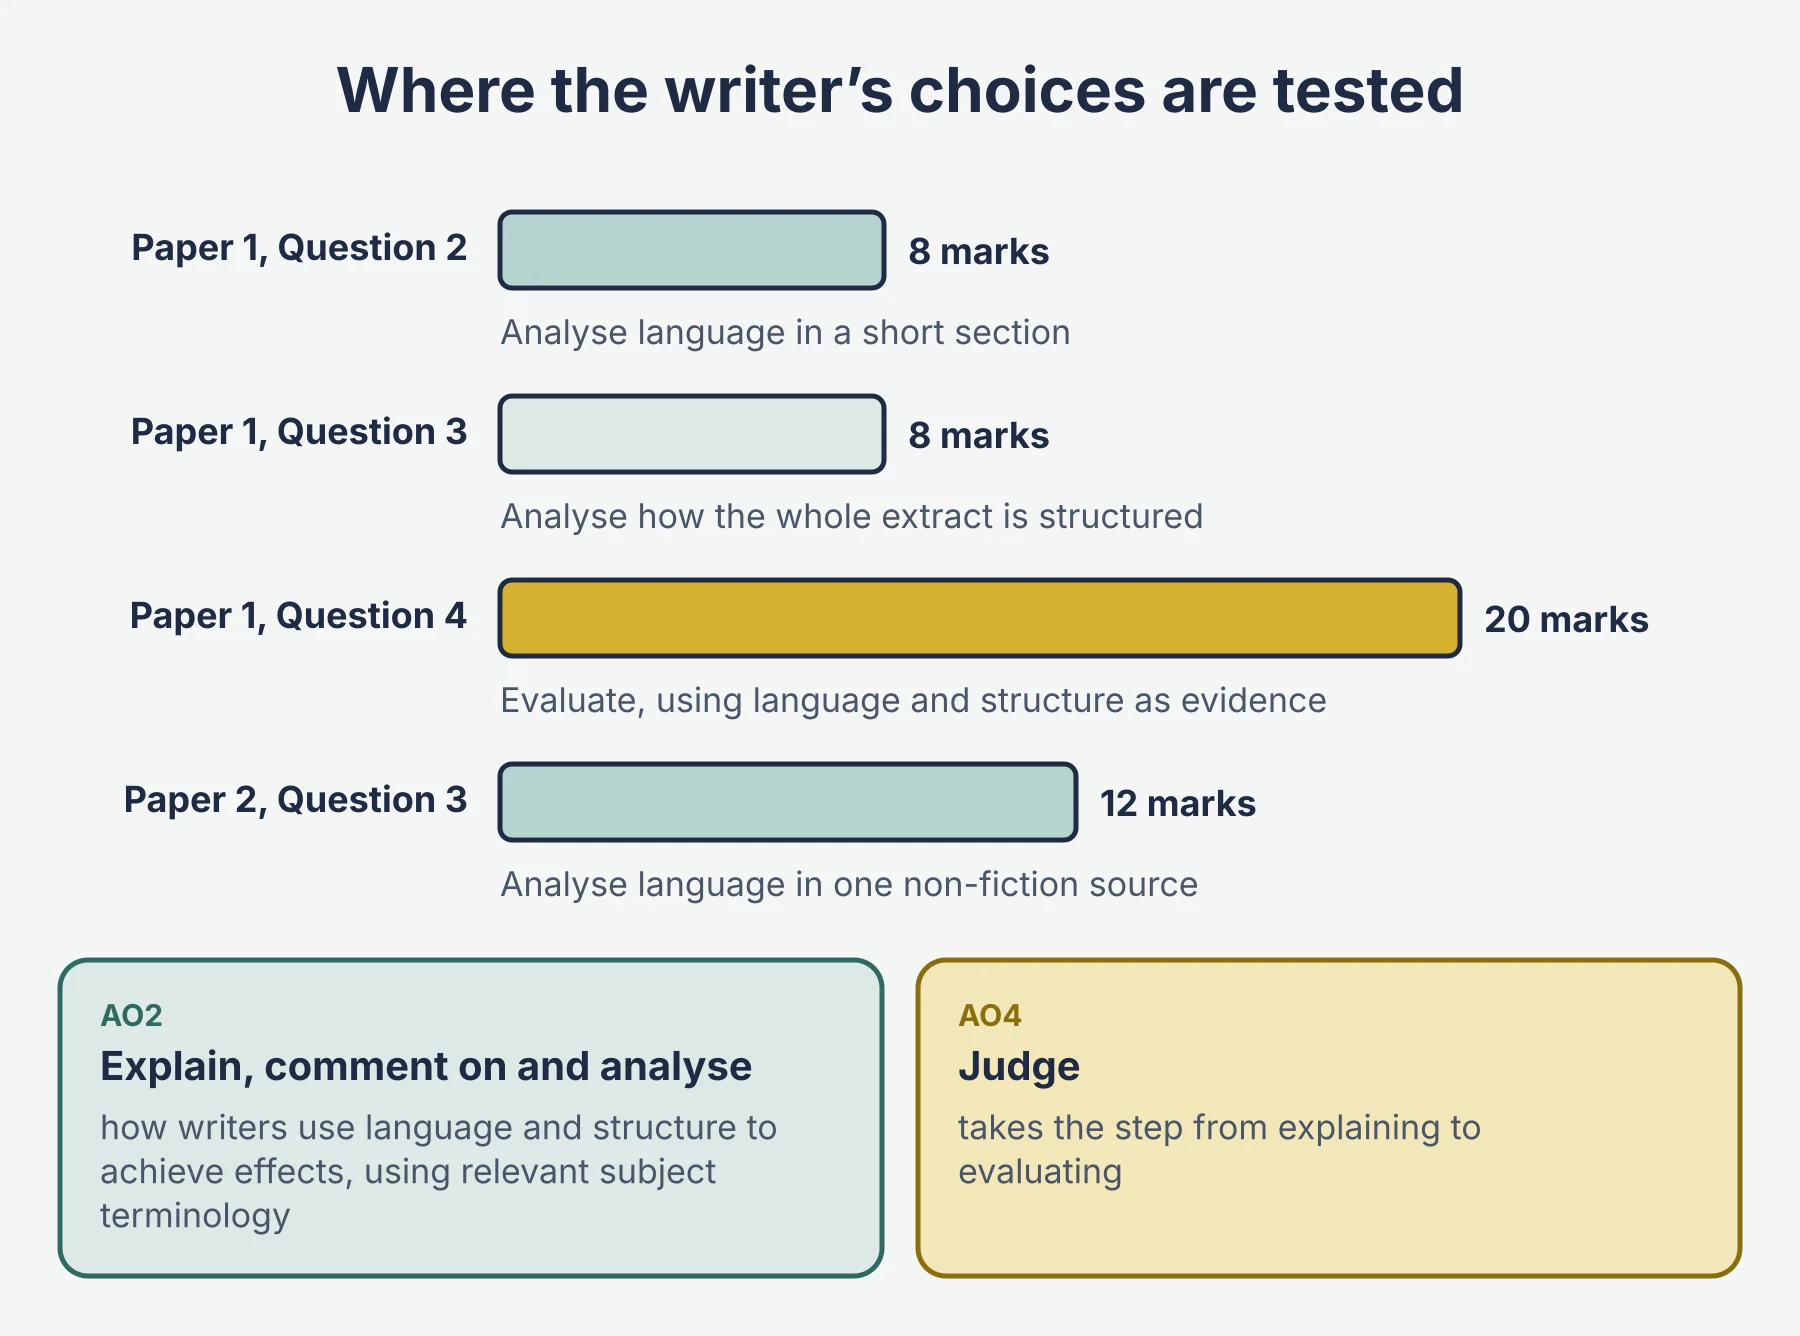 Where the writer’s choices are tested
Paper 1, Question 2
8 marks
Analyse language in a short section
Paper 1, Question 3
8 marks
Analyse how the whole extract is structured
Paper 1, Question 4
20 marks
Evaluate, using language and structure as evidence
Paper 2, Question 3
12 marks
Analyse language in one non-fiction source
AO2
Explain, comment on and analyse
how writers use language and structure to
achieve effects, using relevant subject
terminology
AO4
Judge
takes the step from explaining to
evaluating